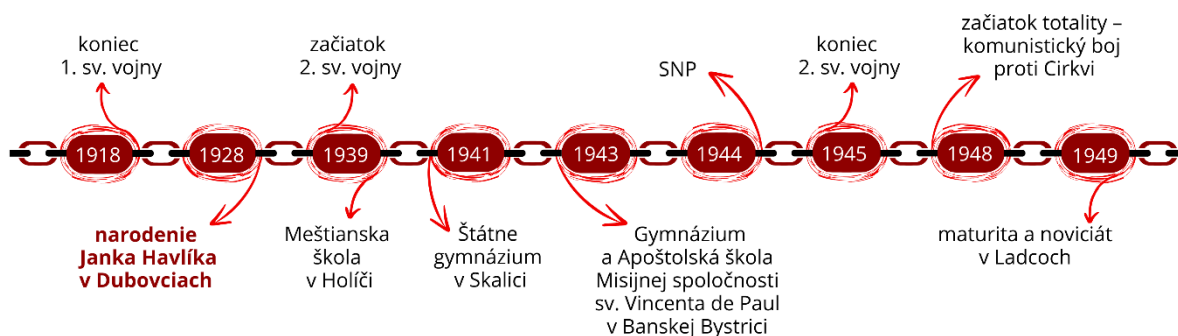 koniec
1. sv. vojny
začiatok
2. sv. vojny
SNP
koniec
2. sv. vojny
začiatok totality –
komunistický boj
proti Cirkvi
1918
1928
1939
1941
1943
1944
1945
1948
1949
narodenie
Janka Havlíka
v Dubovciach
Meštianska
škola
v Holíči
Štátne
gymnázium
v Skalici
Gymnázium
a Apoštolská škola
Misijnej spoločnosti
sv. Vincenta de Paul
v Banskej Bystrici
maturita a noviciát
v Ladcoch